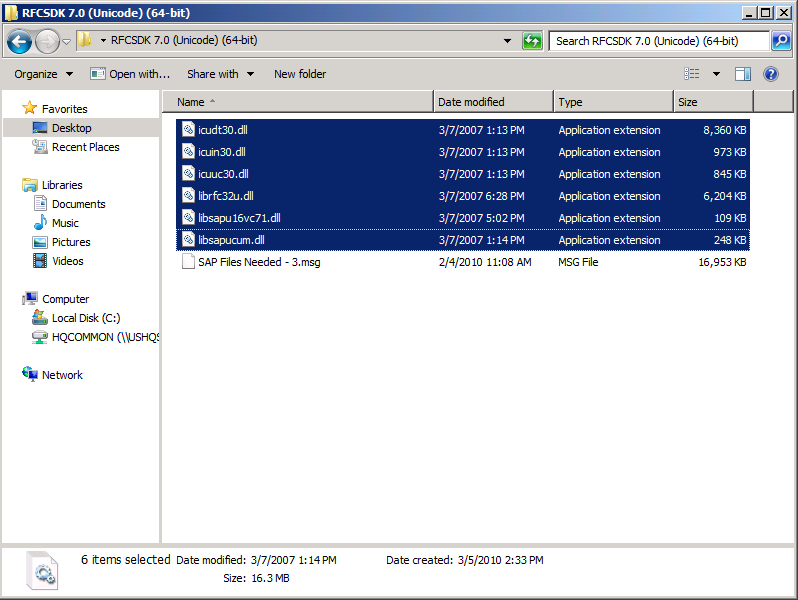 RFCSDK 7.0 (Unicode) (64-bit)
RFCSDK 7.0 (Unicode) (64-bit)
Search RFCSDK 7.0 (Unicode) (64-bit)
Organize Open with... Share with New folder
Favorites
Desktop
Recent Places
Libraries
Documents
Music
Pictures
Videos
Computer
Local Disk (C:)
HQCOMMON (\\USHQS
Network
Name Date modified Type Size
icudt30.dll 3/7/2007 1:13 PM Application extension 8,360 KB
icuin30.dll 3/7/2007 1:13 PM Application extension 973 KB
icuuc30.dll 3/7/2007 1:13 PM Application extension 845 KB
librfc32u.dll 3/7/2007 6:28 PM Application extension 6,204 KB
libsapu16vc71.dll 3/7/2007 5:02 PM Application extension 109 KB
libsapucum.dll 3/7/2007 1:14 PM Application extension 248 KB
SAP Files Needed - 3.msg 2/4/2010 11:08 AM MSG File 16,953 KB
6 items selected Date modified: 3/7/2007 1:14 PM Date created: 3/5/2010 2:33 PM
Size: 16.3 MB